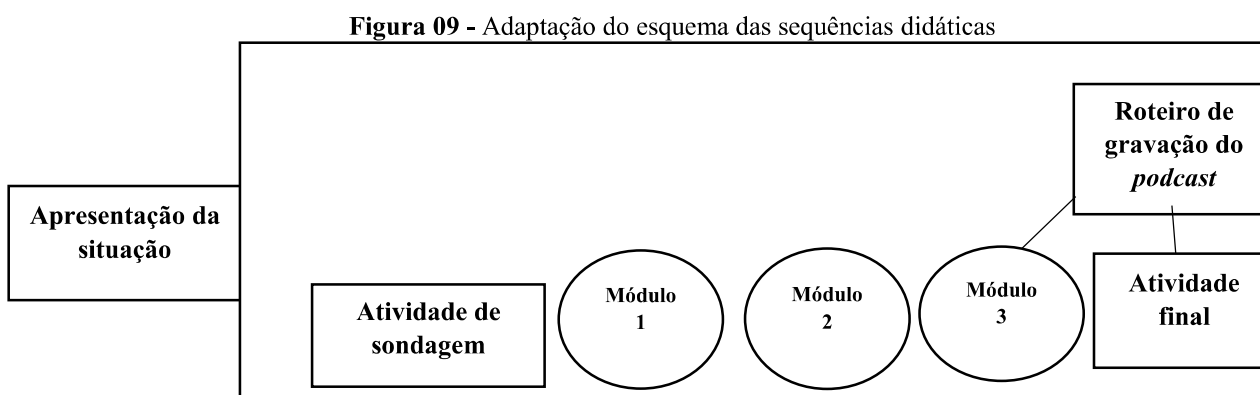 Figura 09 - Adaptação do esquema das sequências didáticas
Apresentação da
situação
Atividade de
sondagem
Módulo
1
Módulo
2
Módulo
3
Roteiro de
gravação do
podcast
Atividade
final